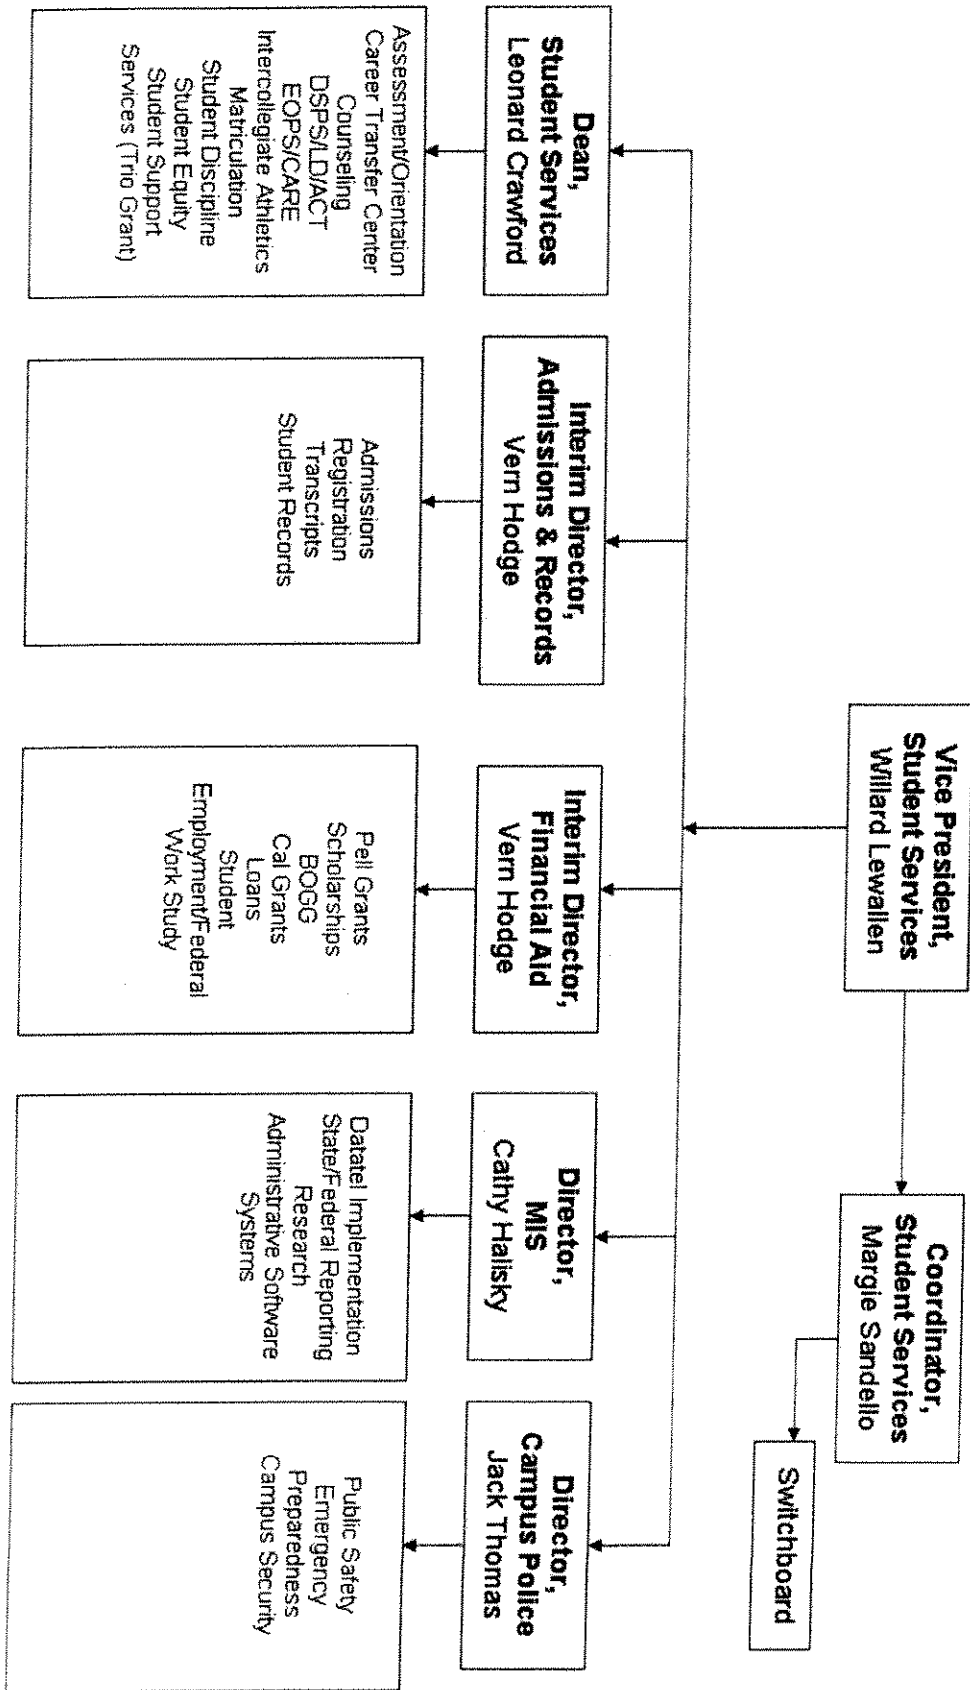 Vice President,
Student Services
Willard Lewallen
Coordinator,
Student Services
Margie Sandello
Switchboard
Dean,
Student Services
Leonard Crawford
Assessment/Orientation
Career Transfer Center
Counseling
DSPS/LD/ACT
EOPS/CARE
Intercollegiate Athletics
Matriculation
Student Discipline
Student Equity
Student Support
Services (Trio Grant)
Interim Director,
Admissions & Records
Vern Hodge
Admissions
Registration
Transcripts
Student Records
Interim Director,
Financial Aid
Vern Hodge
Pell Grants
Scholarships
BOGG
Cal Grants
Loans
Student
Employment/Federal
Work Study
Director,
MIS
Cathy Halisky
Datatel Implementation
State/Federal Reporting
Research
Administrative Software
Systems
Director,
Campus Police
Jack Thomas
Public Safety
Emergency
Preparedness
Campus Security